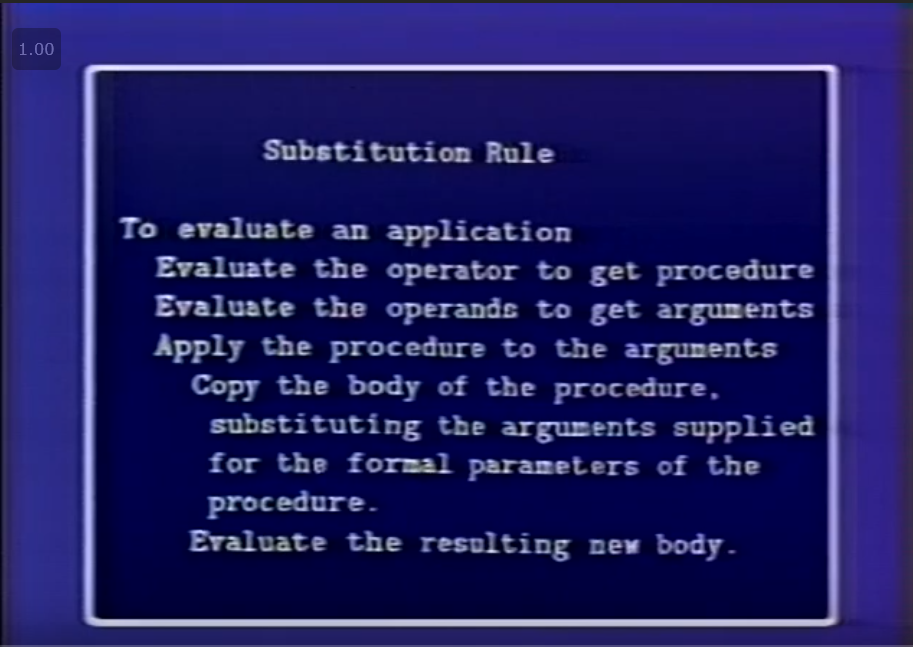 1.00
Substitution Rule
To evaluate an application
Evaluate the operator to get procedure
Evaluate the operands to get arguments
Apply the procedure to the arguments
Copy the body of the procedure,
substituting the arguments supplied
for the formal parameters of the
procedure.
Evaluate the resulting new body.